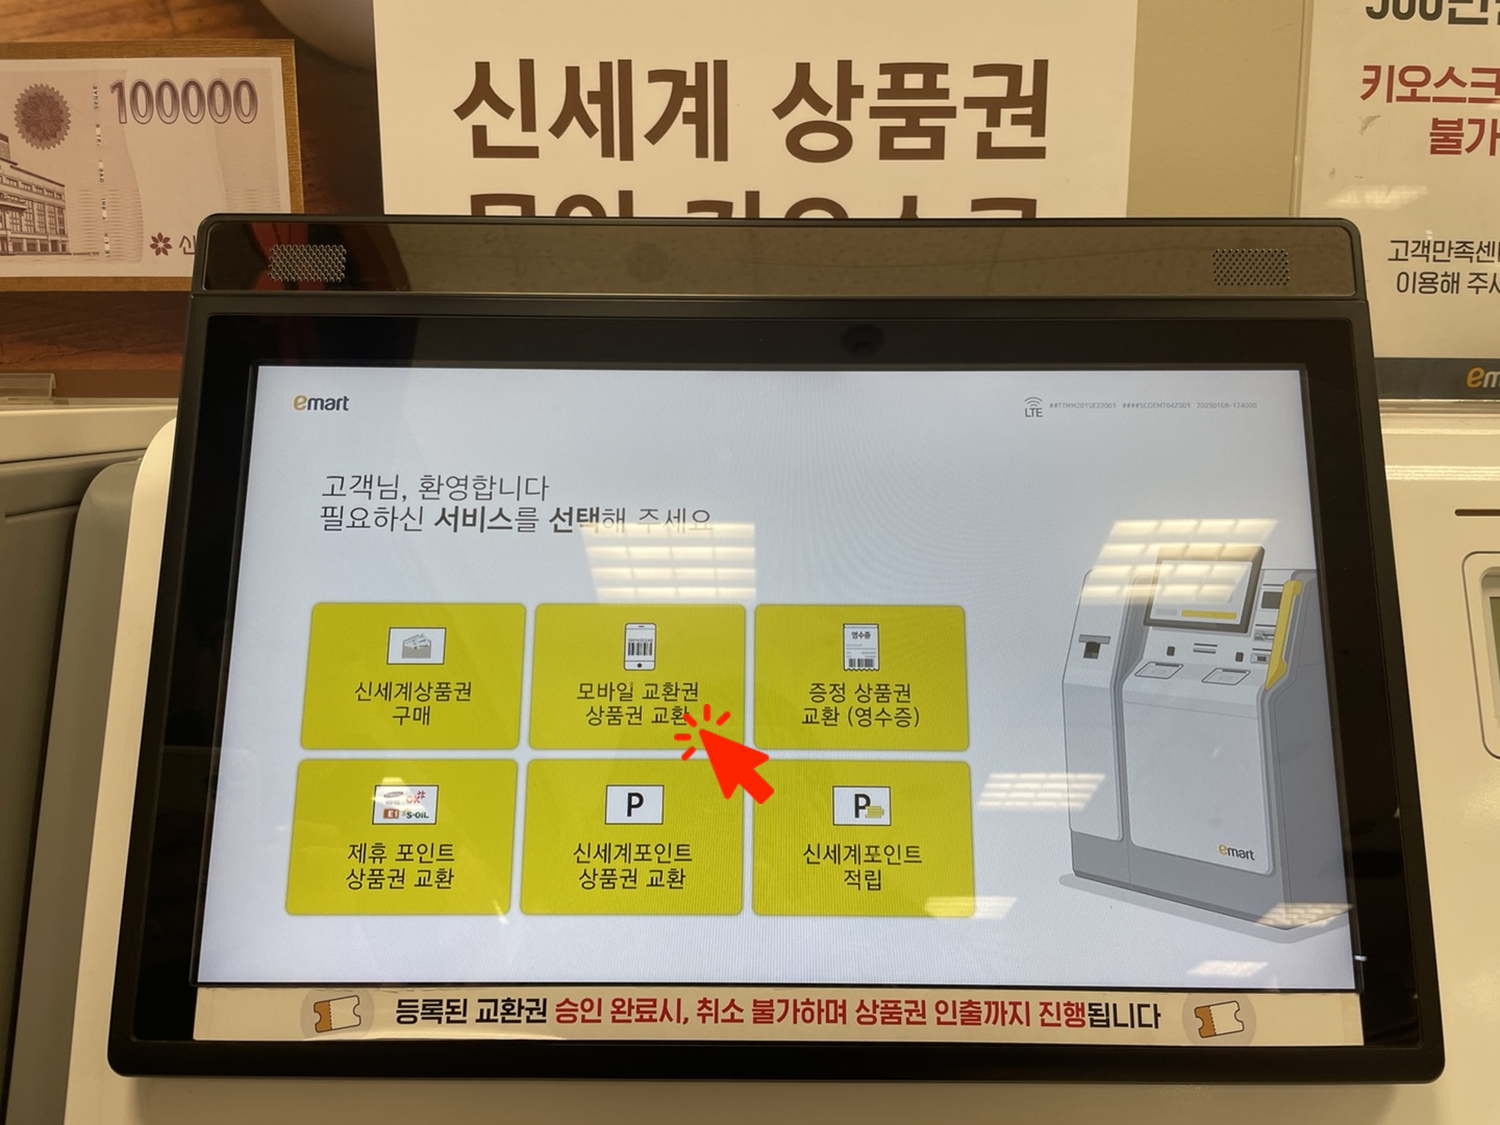 100000
신세계 상품권
키오스크
불가
고객만족센
이용해 주
emart
LTE
고객님, 환영합니다
필요하신 서비스를 선택해 주세요
신세계상품권
구매
모바일 교환권
상품권 교환
영수증
증정 상품권
교환 (영수증)
S-OIL
제휴 포인트
상품권 교환
P
신세계포인트
상품권 교환
P
신세계포인트
적립
emart
등록된 교환권 승인 완료시, 취소 불가하며 상품권 인출까지 진행됩니다